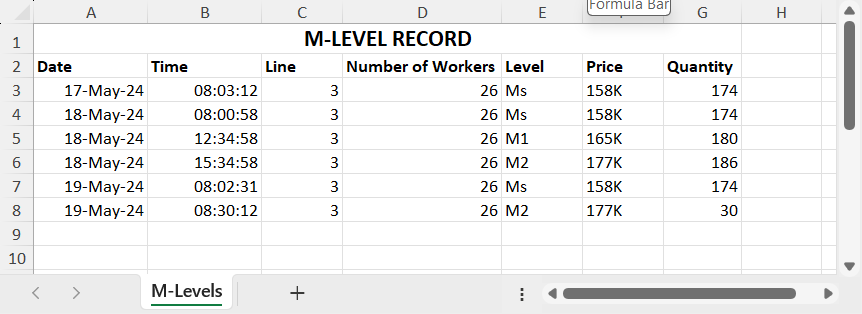 Formula Bar
A B C D E G H
1 M-LEVEL RECORD
2 Date Time Line Number of Workers Level Price Quantity
3 17-May-24 08:03:12 3 26 Ms 158K 174
4 18-May-24 08:00:58 3 26 Ms 158K 174
5 18-May-24 12:34:58 3 26 M1 165K 180
6 18-May-24 15:34:58 3 26 M2 177K 186
7 19-May-24 08:02:31 3 26 Ms 158K 174
8 19-May-24 08:30:12 3 26 M2 177K 30
9
10
M-Levels